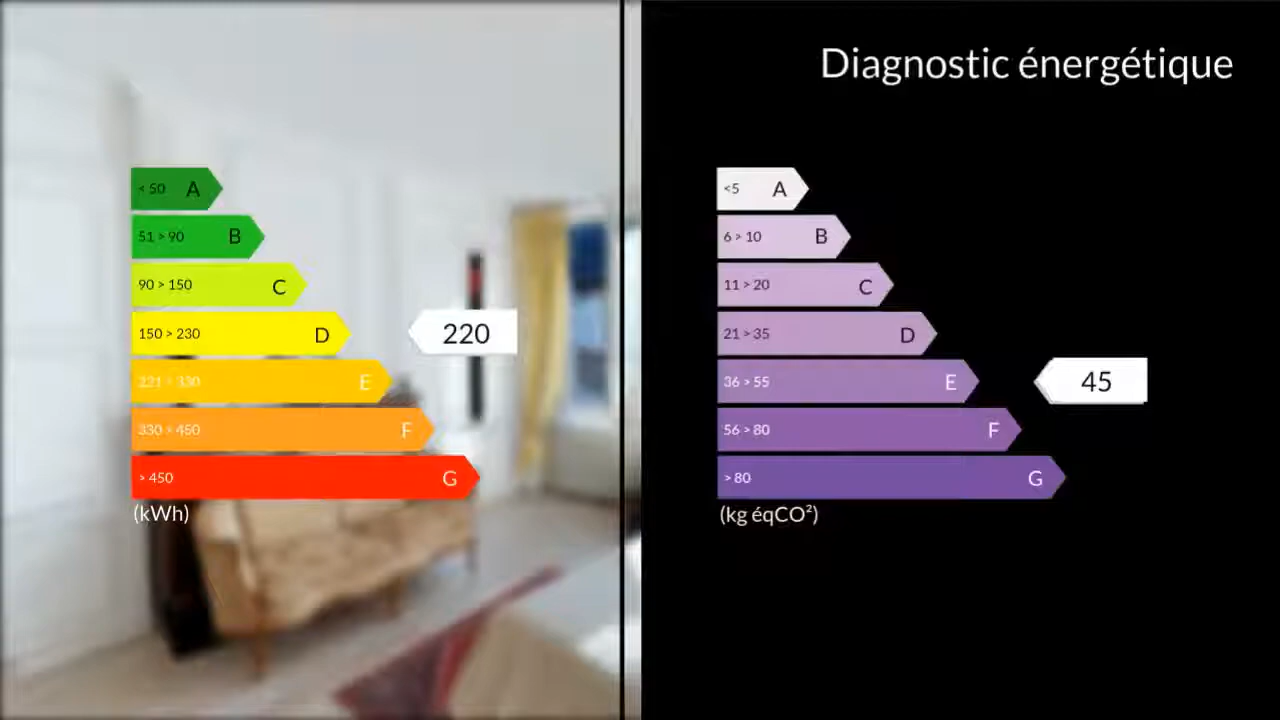 Diagnostic énergétique
< 50 A
51 > 90 B
90 > 150 C
150 > 230 D
220
221 > 330 E
330 > 450 F
> 450 G
(kWh)
<5 A
6 > 10 B
11 > 20 C
21 > 35 D
36 > 55 E
45
56 > 80 F
> 80 G
(kg éqCO²)